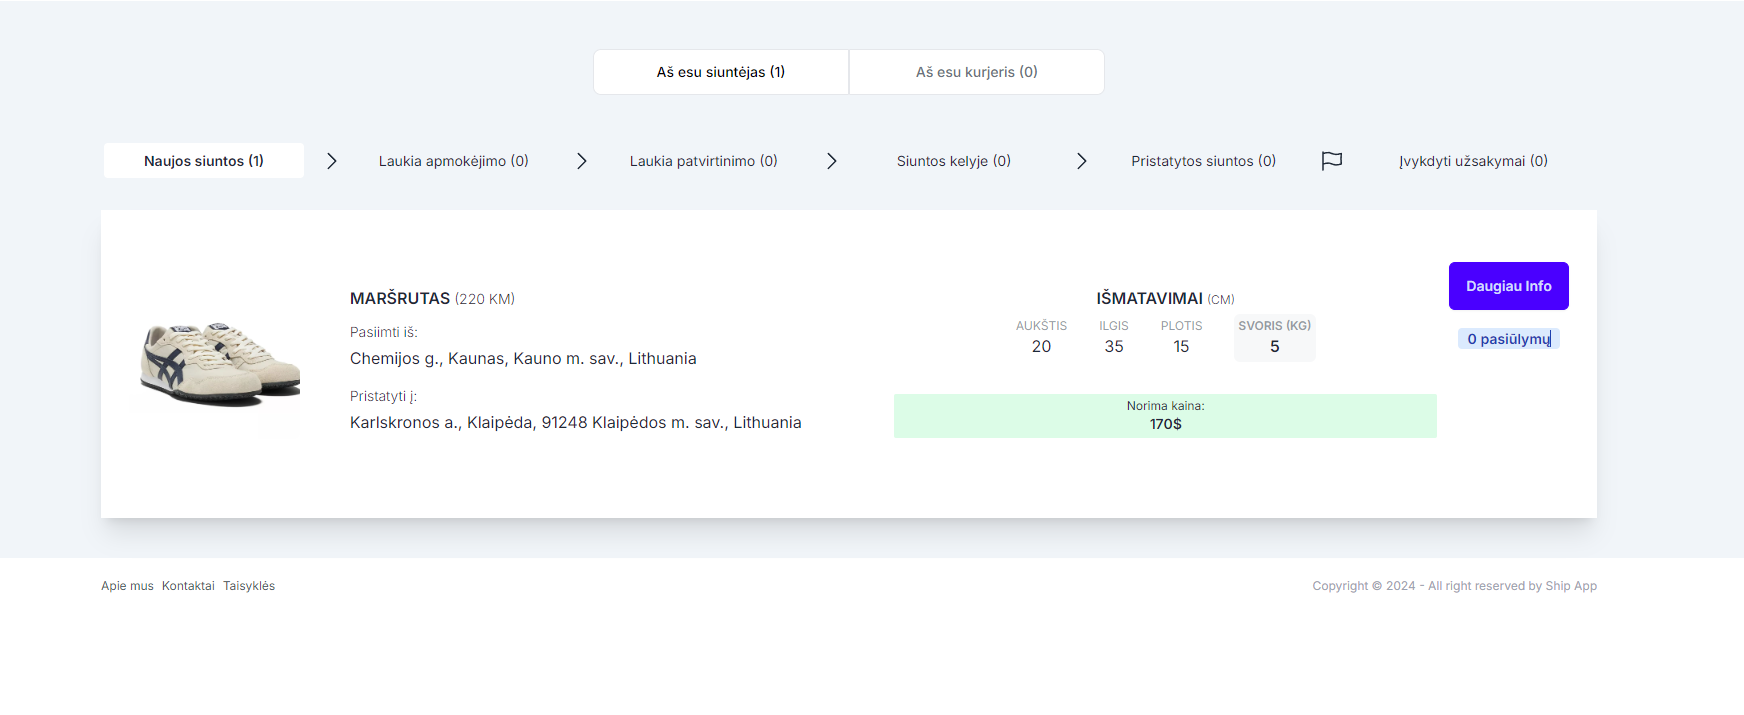 Aš esu siuntėjas (1)
Aš esu kurjeris (0)
Naujos siuntos (1)
Laukia apmokėjimo (0)
Laukia patvirtinimo (0)
Siuntos kelyje (0)
Pristatytos siuntos (0)
Įvykdyti užsakymai (0)
MARŠRUTAS (220 KM)
Pasiimti iš:
Chemijos g., Kaunas, Kauno m. sav., Lithuania
Pristatyti į:
Karlskronos a., Klaipėda, 91248 Klaipėdos m. sav., Lithuania
IŠMATAVIMAI (CM)
AUKŠTIS ILGIS PLOTIS SVORIS (KG)
20 35 15 5
Norima kaina:
170$
Daugiau Info
0 pasiūlymų
Apie mus Kontaktai Taisyklės
Copyright © 2024 - All right reserved by Ship App